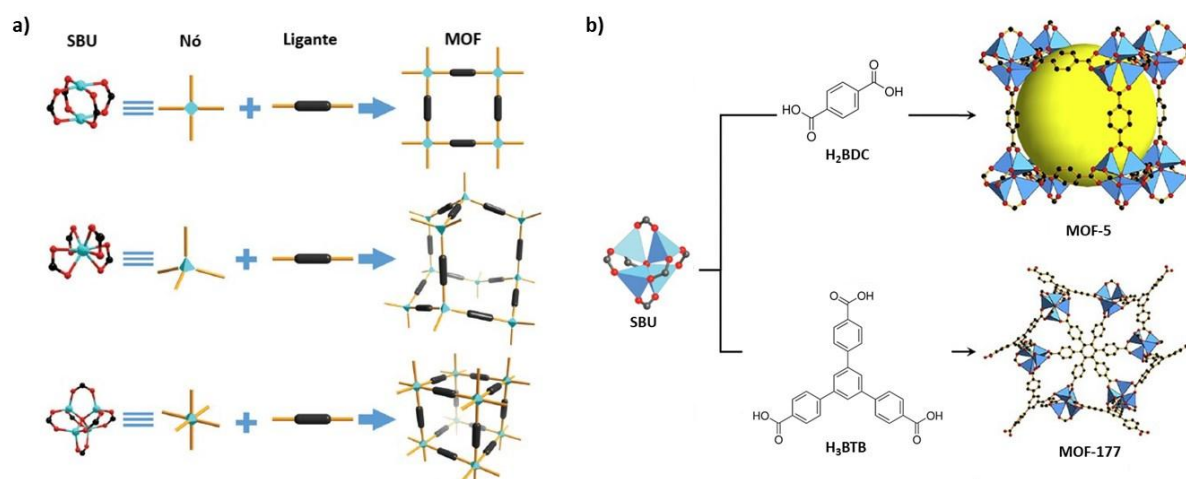 a)
SBU Nó Ligante MOF
b)
O
OH
HO
O
H₂BDC
MOF-5
SBU
O
OH
HO
O
O
OH
H₃BTB
MOF-177